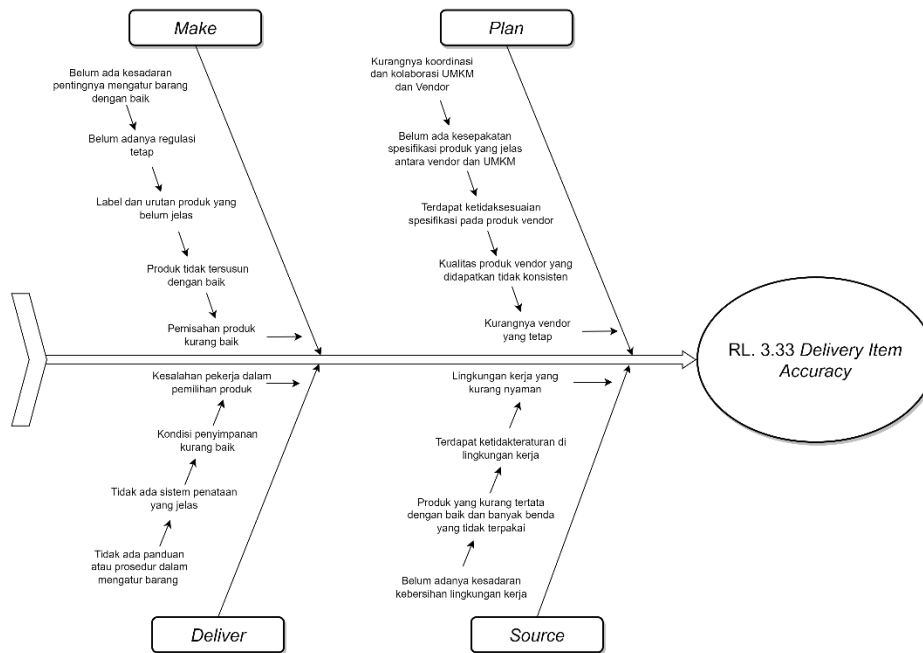 Make
Belum ada kesadaran
pentingnya mengatur barang
dengan baik
Belum adanya regulasi
tetap
Label dan urutan produk yang
belum jelas
Produk tidak tersusun
dengan baik
Pemisahan produk
kurang baik
Plan
Kurangnya koordinasi
dan kolaborasi UMKM
dan Vendor
Belum ada kesepakatan
spesifikasi produk yang jelas
antara vendor dan UMKM
Terdapat ketidaksesuaian
spesifikasi pada produk vendor
Kualitas produk vendor yang
didapatkan tidak konsisten
Kurangnya vendor
yang tetap
RL. 3.33 Delivery Item
Accuracy
Kesalahan pekerja dalam
pemilihan produk
Kondisi penyimpanan
kurang baik
Tidak ada sistem penataan
yang jelas
Tidak ada panduan
atau prosedur dalam
mengatur barang
Deliver
Lingkungan kerja yang
kurang nyaman
Terdapat ketidakteraturan di
lingkungan kerja
Produk yang kurang tertata
dengan baik dan banyak benda
yang tidak terpakai
Belum adanya kesadaran
kebersihan lingkungan kerja
Source